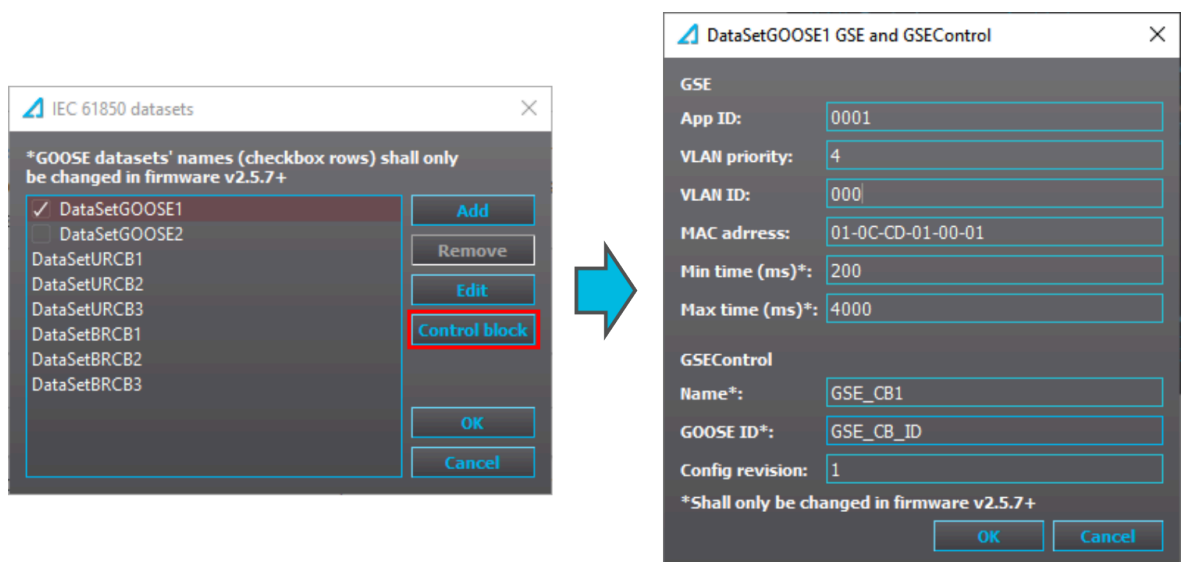 IEC 61850 datasets
*GOOSE datasets' names (checkbox rows) shall only
be changed in firmware v2.5.7+
DataSetGOOSE1
DataSetGOOSE2
DataSetURCB1
DataSetURCB2
DataSetURCB3
DataSetBRCB1
DataSetBRCB2
DataSetBRCB3
Add
Remove
Edit
Control block
OK
Cancel
DataSetGOOSE1 GSE and GSEControl
GSE
App ID: 0001
VLAN priority: 4
VLAN ID: 000
MAC adrress: 01-0C-CD-01-00-01
Min time (ms)*: 200
Max time (ms)*: 4000
GSEControl
Name*: GSE_CB1
GOOSE ID*: GSE_CB_ID
Config revision: 1
*Shall only be changed in firmware v2.5.7+
OK Cancel